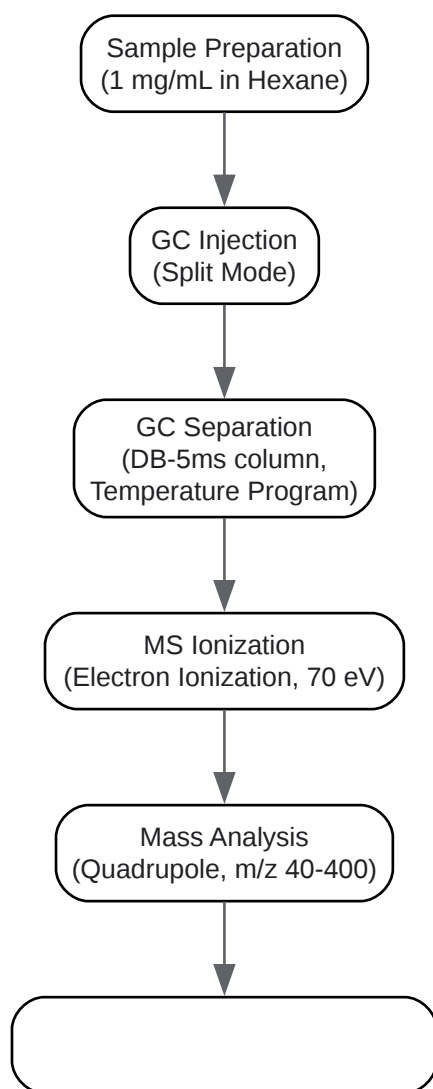 Sample Preparation
(1 mg/mL in Hexane)
GC Injection
(Split Mode)
GC Separation
(DB-5ms column,
Temperature Program)
MS Ionization
(Electron Ionization, 70 eV)
Mass Analysis
(Quadrupole, m/z 40-400)